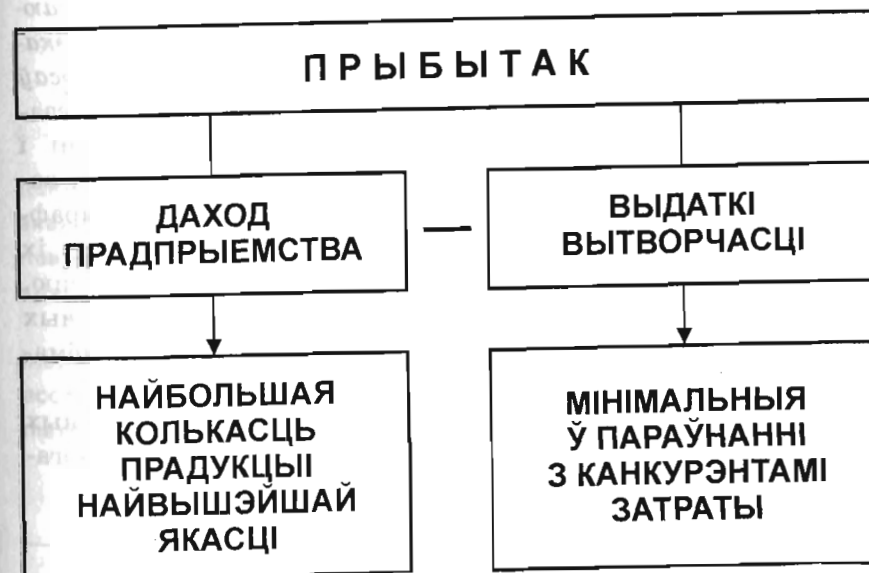 ПРЫБЫТАК
ДАХОД
ПРАДПРЫЕМСТВА
—
ВЫДАТКІ
ВЫТВОРЧАСЦІ
НАЙБОЛЬШАЯ
КОЛЬКАСЦЬ
ПРАДУКЦЫІ
НАЙВЫШЭЙШАЙ
ЯКАСЦІ
МІНІМАЛЬНЫЯ
Ў ПАРАЎНАННІ
З КАНКУРЭНТАМІ
ЗАТРАТЫ